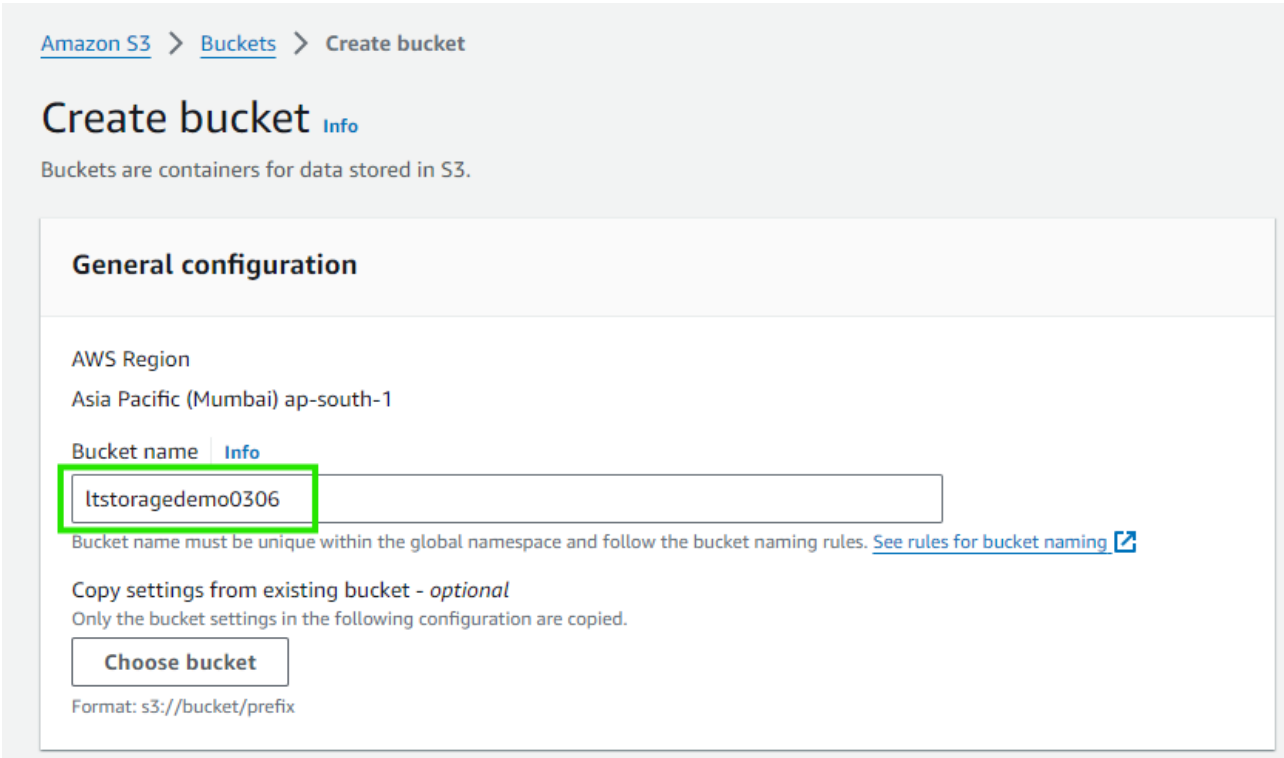 Amazon S3 > Buckets > Create bucket
Create bucket Info
Buckets are containers for data stored in S3.
General configuration
AWS Region
Asia Pacific (Mumbai) ap-south-1
Bucket name Info
ltstoragedemo0306
Bucket name must be unique within the global namespace and follow the bucket naming rules. See rules for bucket naming
Copy settings from existing bucket - optional
Only the bucket settings in the following configuration are copied.
Choose bucket
Format: s3://bucket/prefix